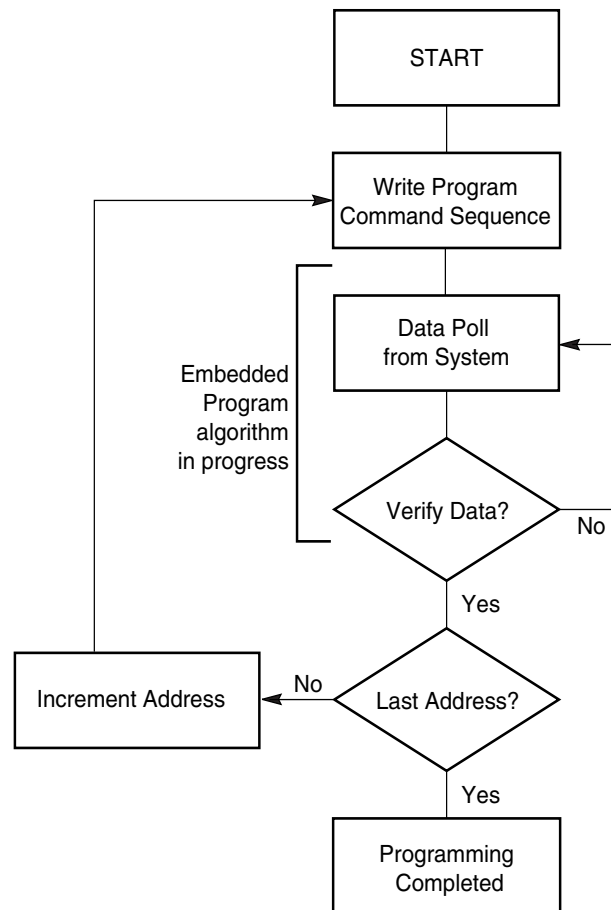 START
Write Program
Command Sequence
Data Poll
from System
Embedded
Program
algorithm
in progress
Verify Data?
No
Yes
Increment Address
No
Last Address?
Yes
Programming
Completed